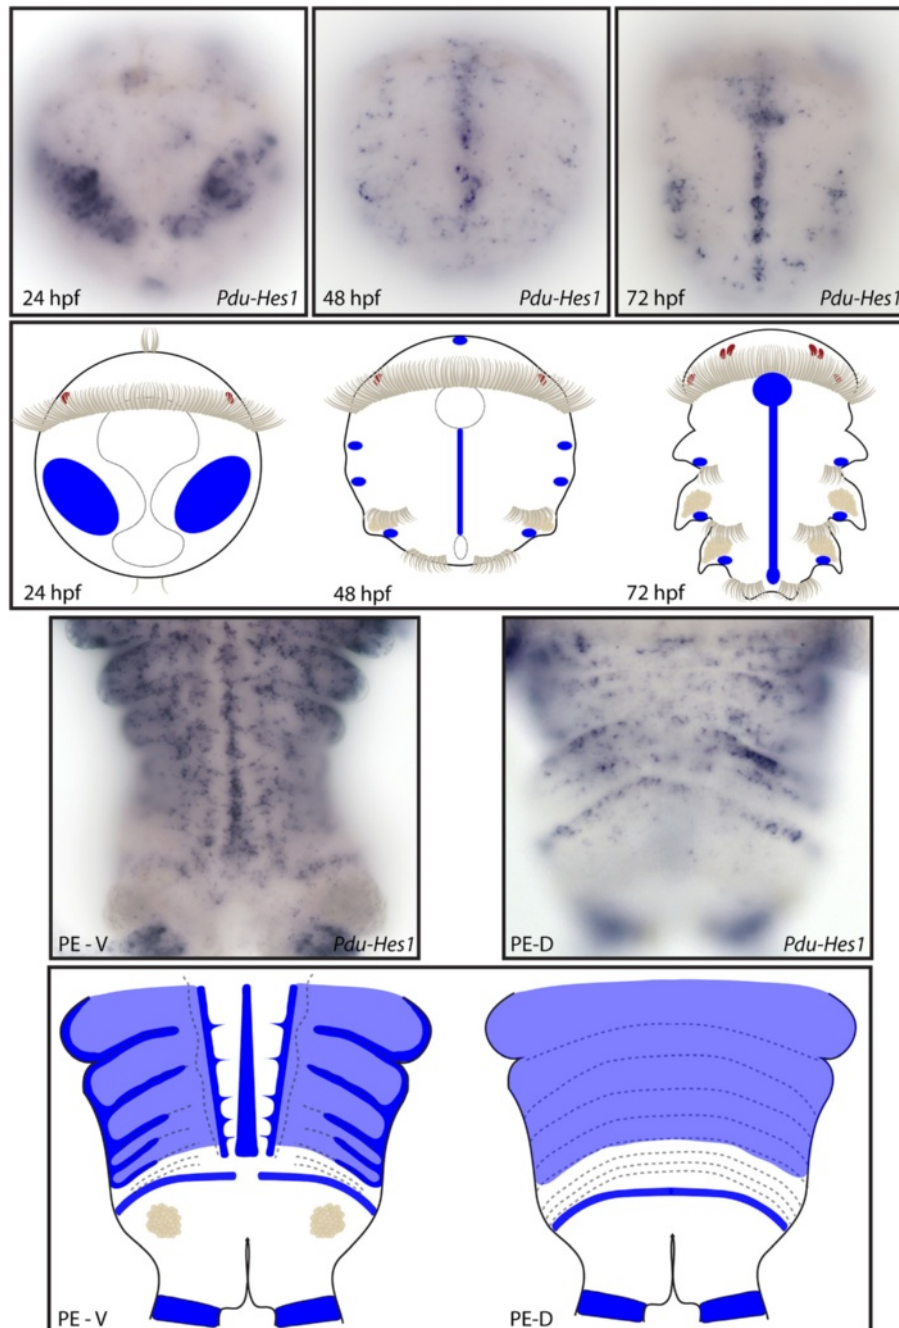 24 hpf Pdu-Hes1
48 hpf Pdu-Hes1
72 hpf Pdu-Hes1
24 hpf
48 hpf
72 hpf
PE - V Pdu-Hes1
PE-D Pdu-Hes1
PE - V
PE-D